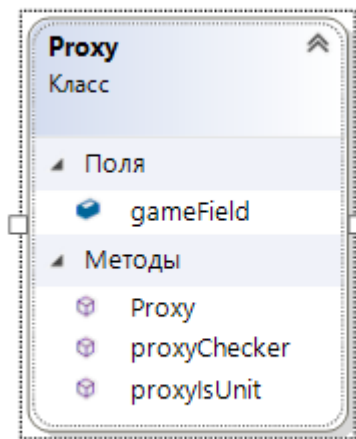 Proxy
Класс
Поля
gameField
Методы
Proxy
proxyChecker
proxyIsUnit